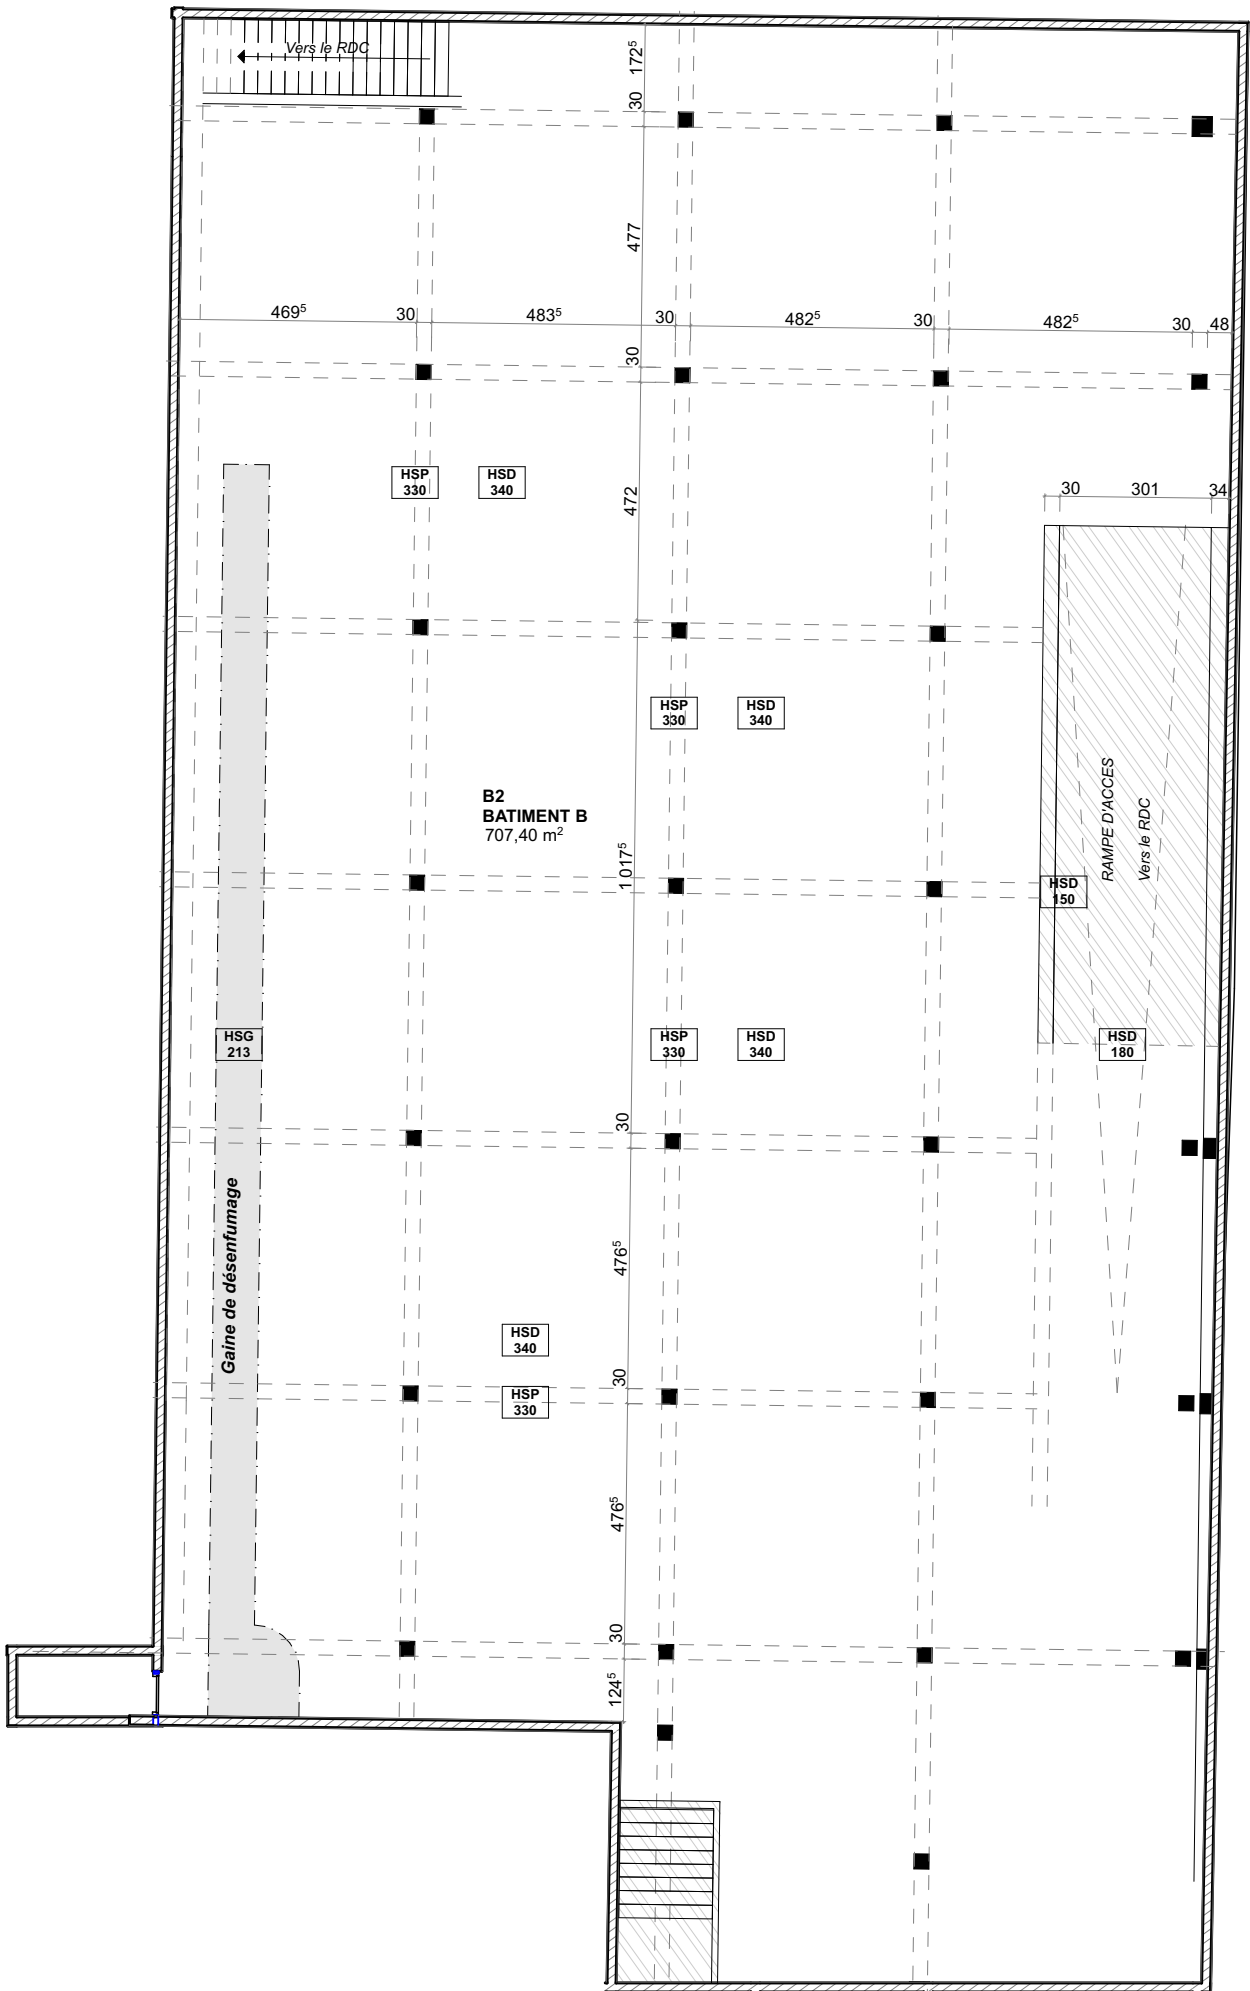 Vers le RDC
172⁵
30
477
469⁵ 30 483⁵ 30 482⁵ 30 482⁵ 30 48
30
HSP
330
HSD
340
472
30 301 34
HSP
330
HSD
340
B2
BATIMENT B
707,40 m²
1 017⁵
RAMPE D'ACCES
Vers le RDC
HSD
150
HSG
213
HSP
330
HSD
340
HSD
180
30
Gaine de désenfumage
476⁵
HSD
340
30
HSP
330
476⁵
30
124⁵